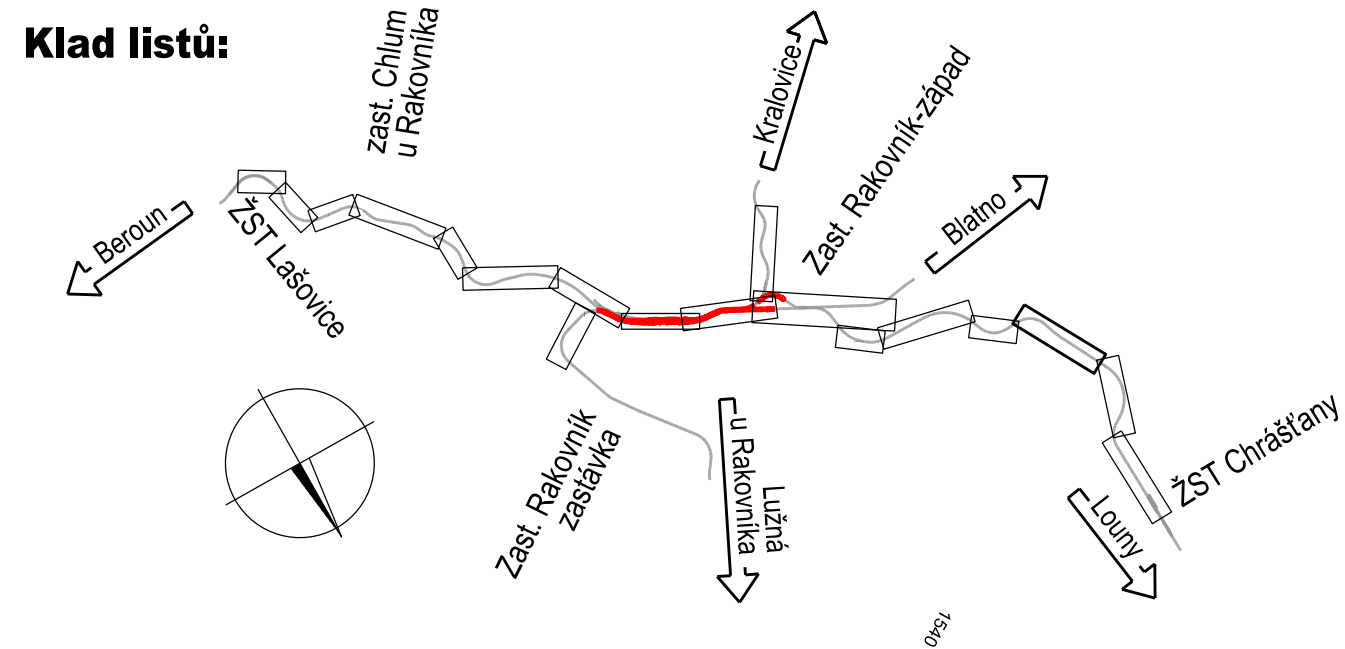 Klad listů:
zast. Chlum
u Rakovníka
Kralovice
Zast. Rakovník-západ
Blatno
Beroun
ŽST Lašovice
Zast. Rakovník
zastávka
Lužná
u Rakovníka
ŽST Chrášťany
Louny
1540